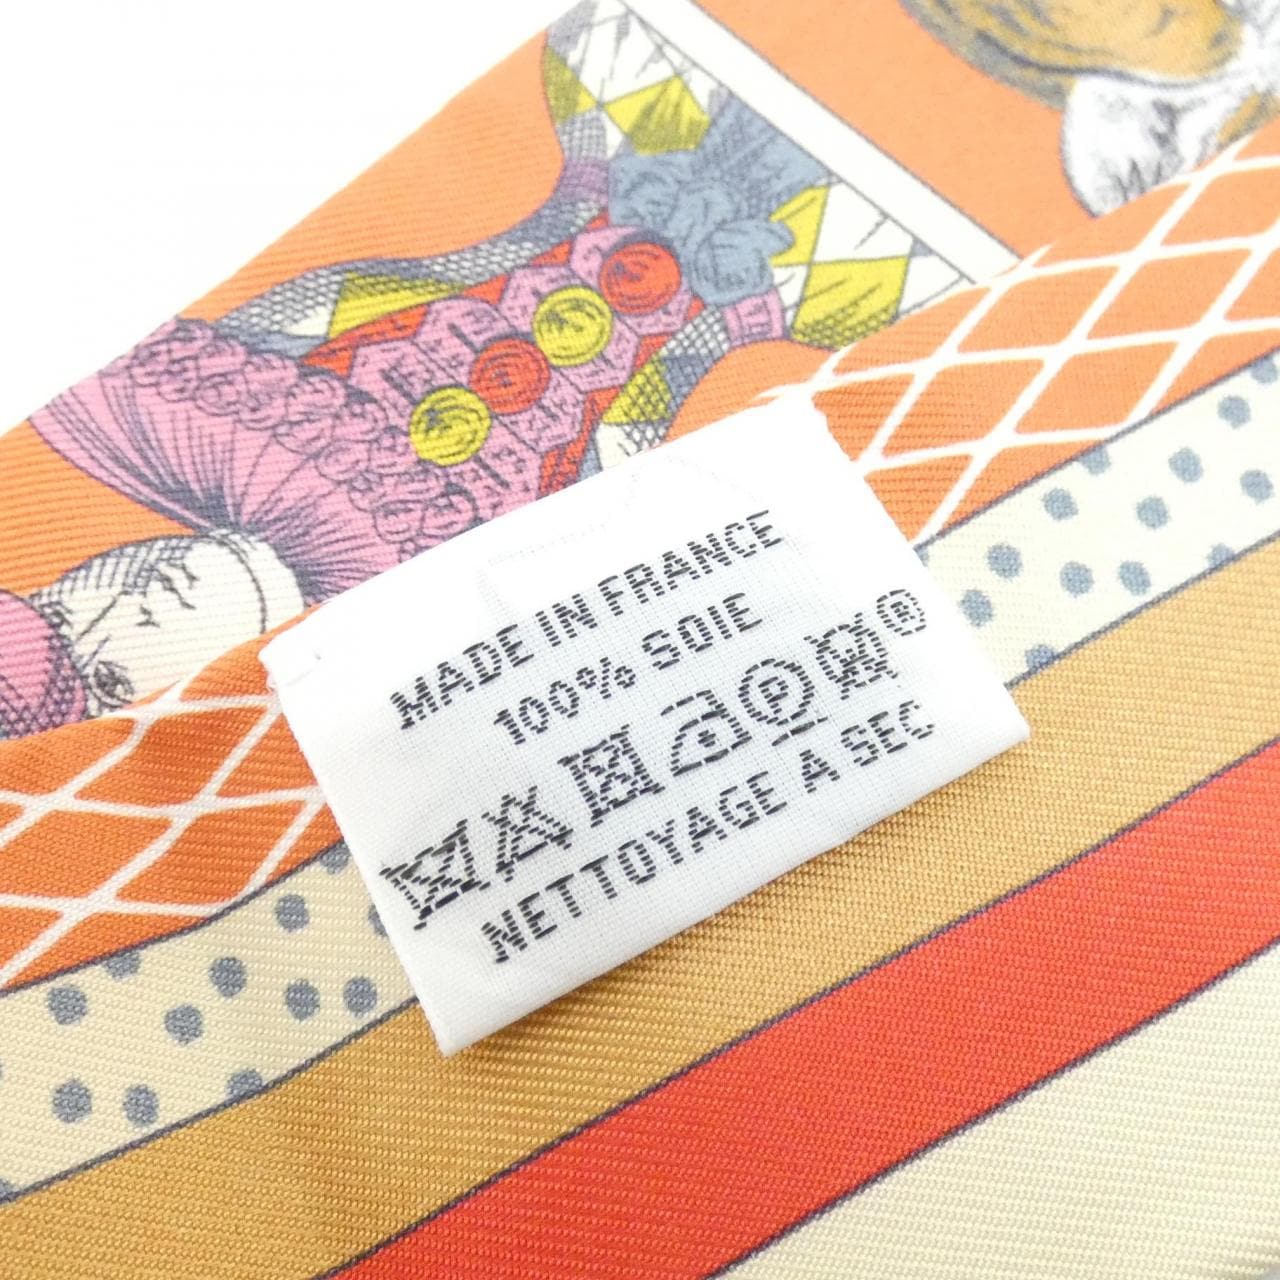 MADE IN FRANCE
100% SOIE
Ⓟ ®
NETTOYAGE A SEC